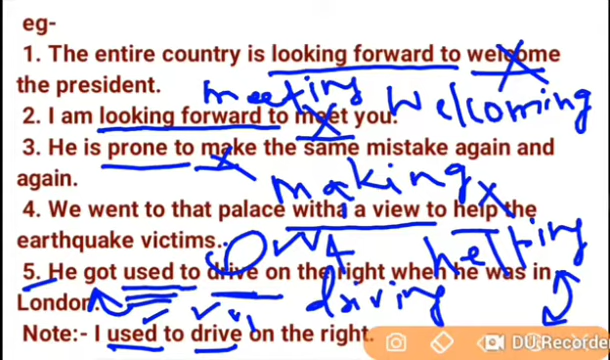 eg-
1. The entire country is looking forward to welcome
the president.
meeting welcoming
2. I am looking forward to meet you.
3. He is prone to make the same mistake again and
again.
making
4. We went to that palace witha a view to help the
earthquake victims..
helping
5. He got used to drive on the right when he was in
London.
driving
Note:- I used to drive on the right.
DU Recorder